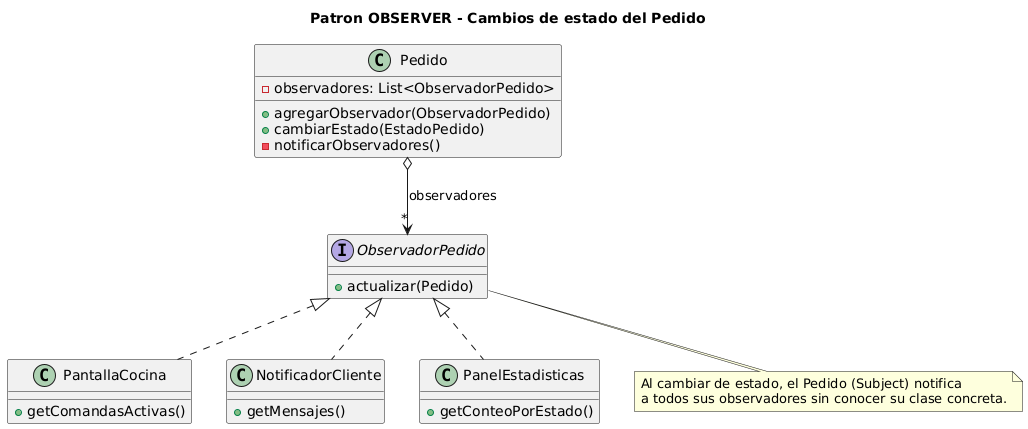 Patron OBSERVER - Cambios de estado del Pedido
C Pedido
observadores: List<ObservadorPedido>
agregarObservador(ObservadorPedido)
cambiarEstado(EstadoPedido)
notificarObservadores()
observadores
*
I ObservadorPedido
actualizar(Pedido)
C PantallaCocina
getComandasActivas()
C NotificadorCliente
getMensajes()
C PanelEstadisticas
getConteoPorEstado()
Al cambiar de estado, el Pedido (Subject) notifica
a todos sus observadores sin conocer su clase concreta.